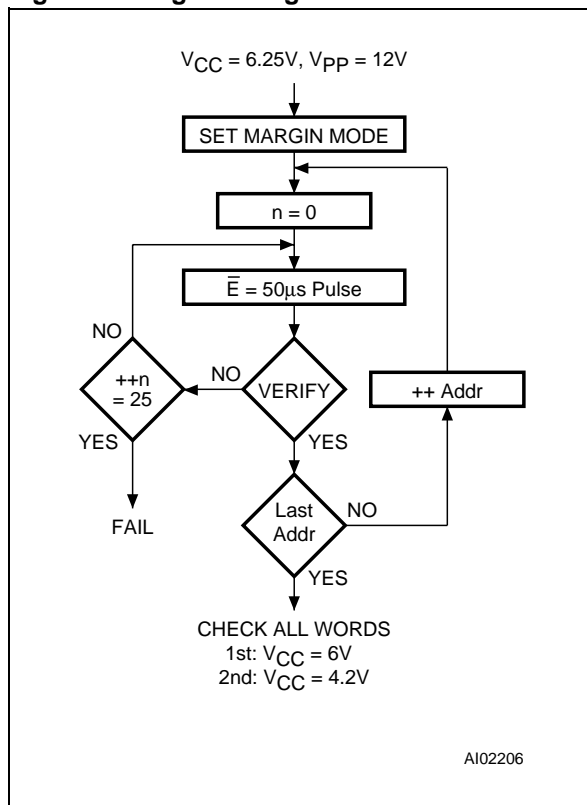 V_CC = 6.25V, V_PP = 12V
SET MARGIN MODE
n = 0
E̅ = 50µs Pulse
NO
++n
= 25
NO
VERIFY
++ Addr
YES
YES
Last
Addr
NO
FAIL
YES
CHECK ALL WORDS
1st: V_CC = 6V
2nd: V_CC = 4.2V
AI02206